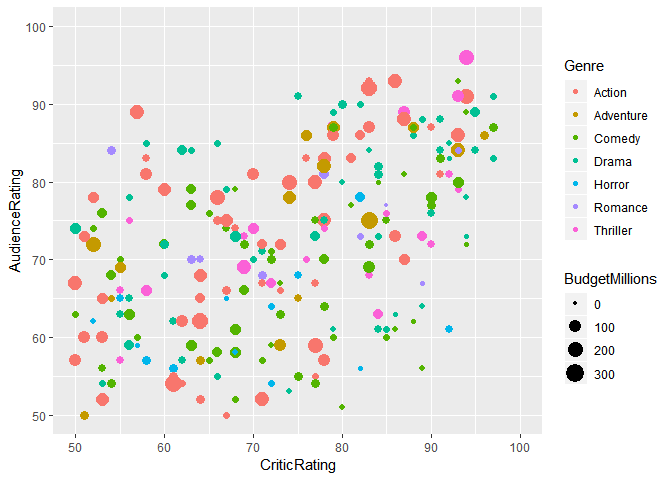 100
90
80
70
60
50
AudienceRating
50 60 70 80 90 100
CriticRating
Genre
Action
Adventure
Comedy
Drama
Horror
Romance
Thriller
BudgetMillions
0
100
200
300